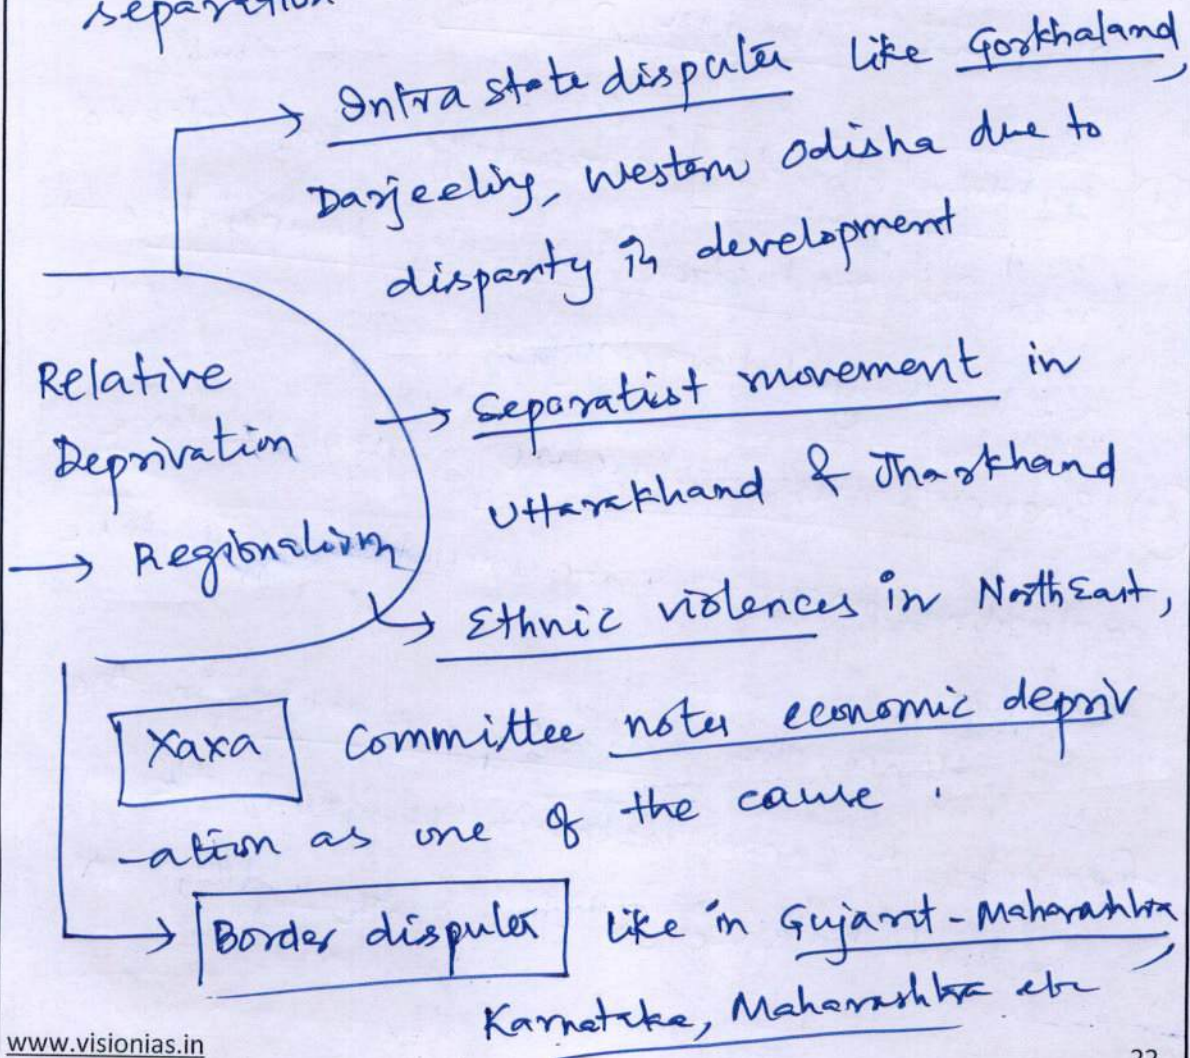 separation
→ Intra state disputes like Gorkhaland,
Darjeeling, Western Odisha due to
disparity in development
Relative
Deprivation
→ Regionalism
→ Separatist movement in
Uttarakhand & Jharkhand
→ Ethnic violences in North East,
Xaxa Committee notes economic depriv
-ation as one of the cause.
→ Border disputes like in Gujarat - Maharashtra,
Karnataka, Maharashtra etc
www.visionias.in